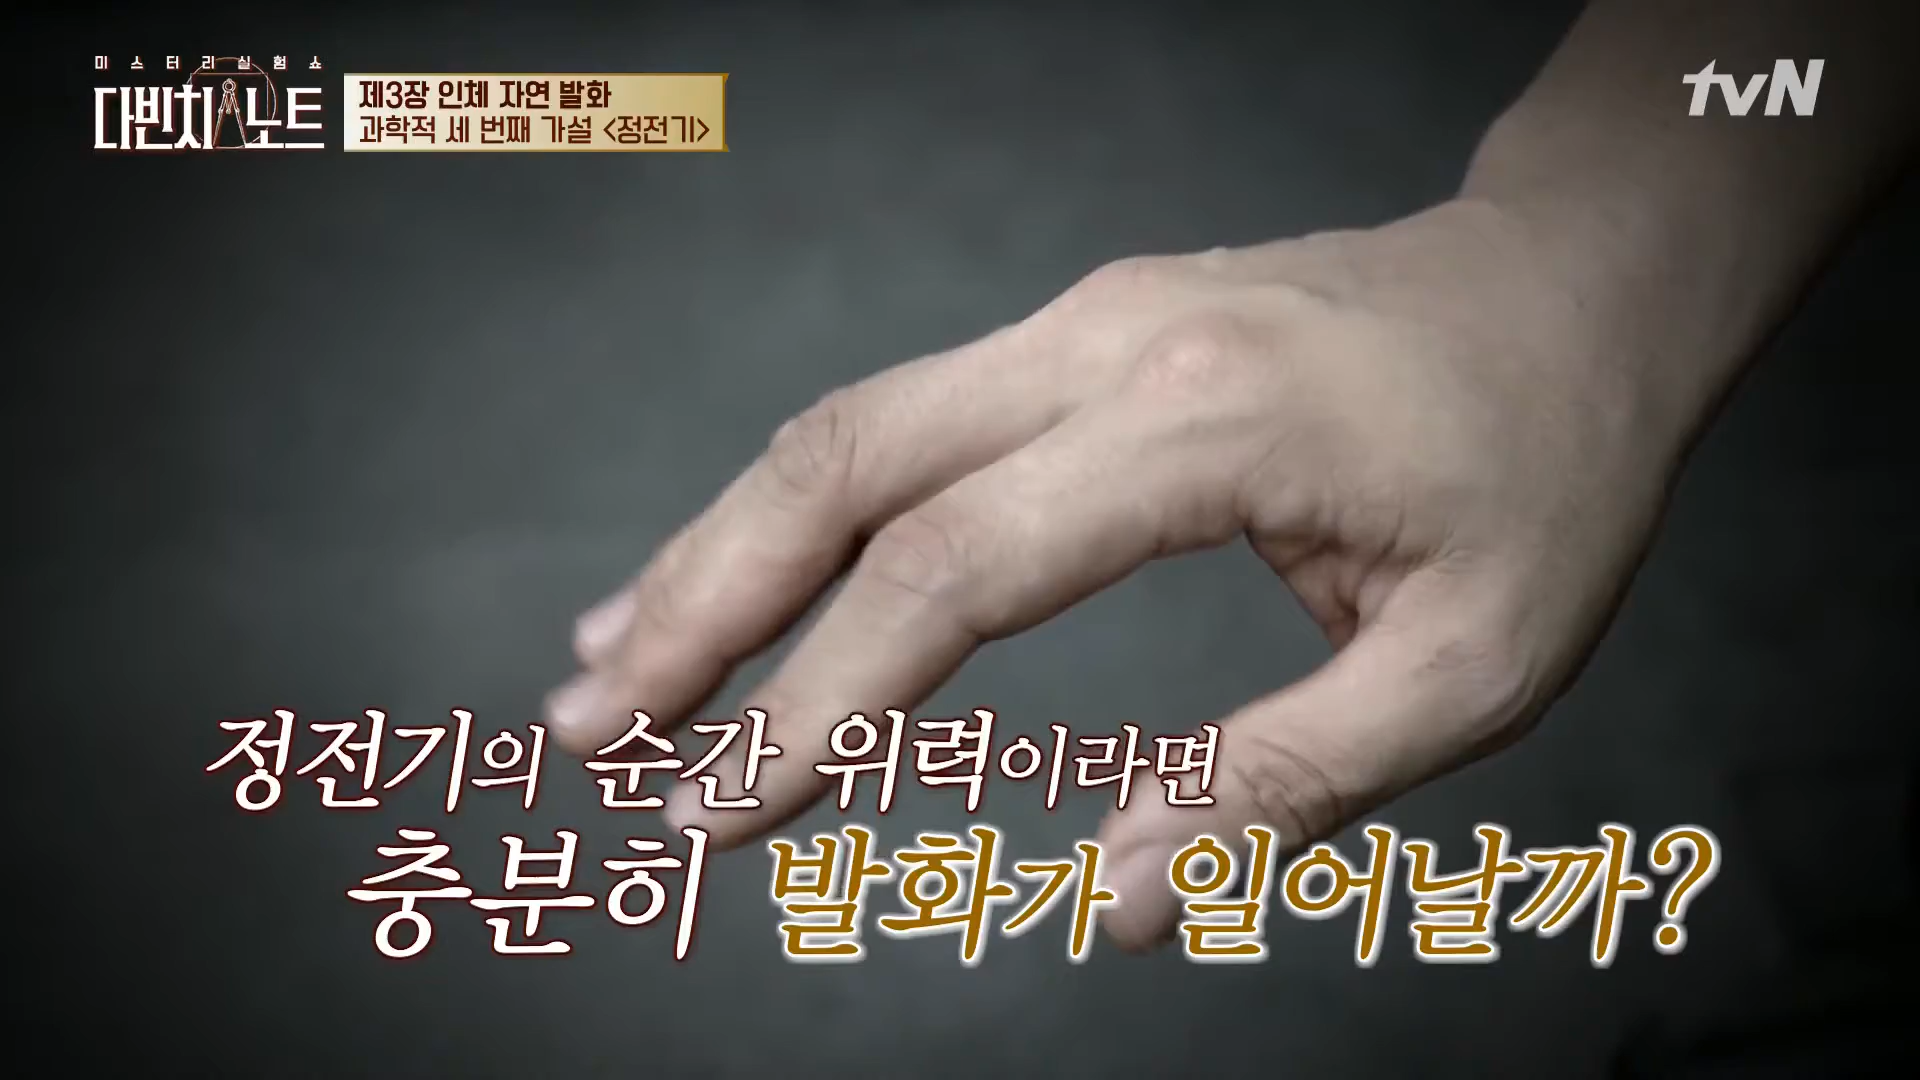 미스터리실험쇼
다빈치노트
제3장 인체 자연 발화
과학적 세 번째 가설 <정전기>
tvN
정전기의 순간 위력이라면
충분히 발화가 일어날까?